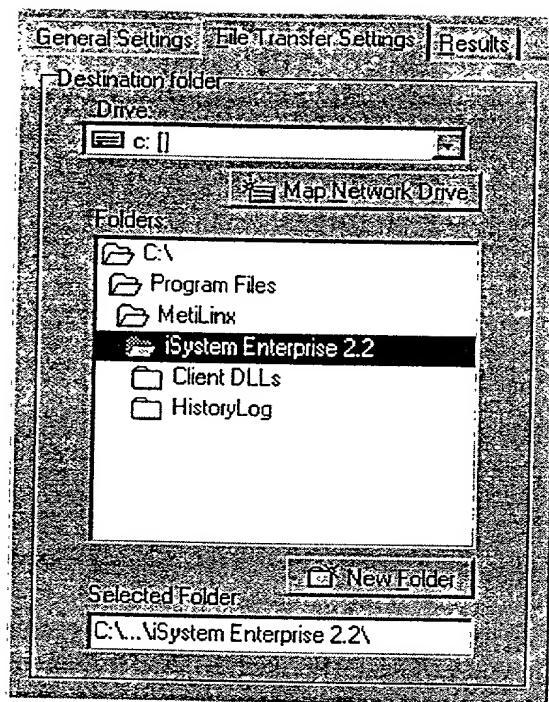 General Settings File Transfer Settings Results
Destination folder
Drive:
c: []
Map Network Drive
Folders:
C:\
Program Files
MetiLinx
iSystem Enterprise 2.2
Client DLLs
HistoryLog
New Folder
Selected Folder:
C:\...\iSystem Enterprise 2.2\